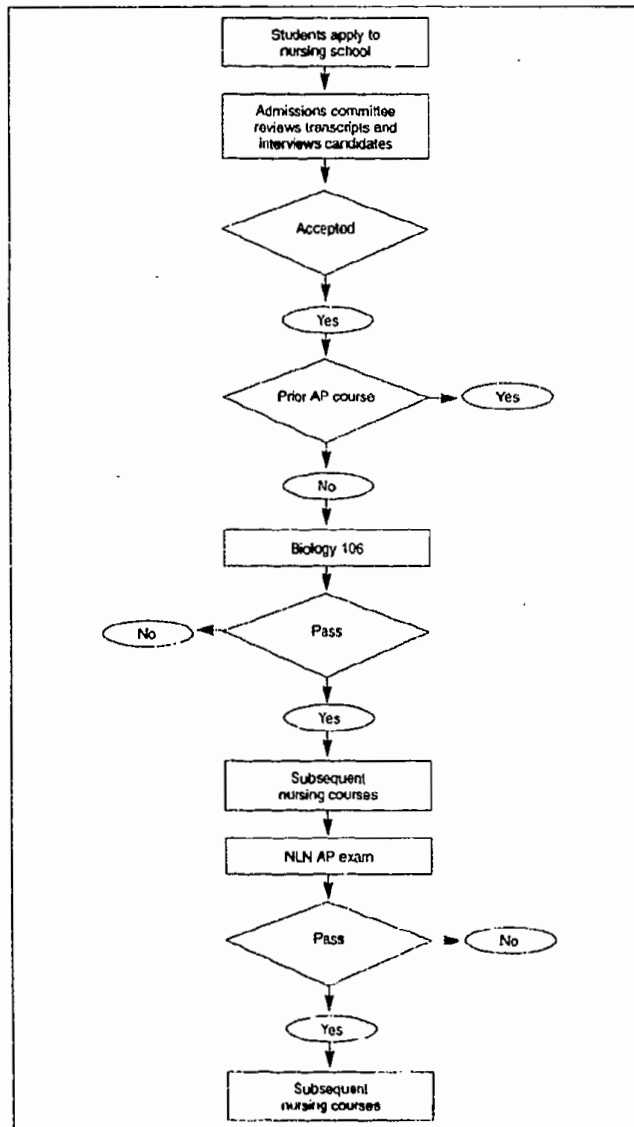 Students apply to
nursing school
Admissions committee
reviews transcripts and
interviews candidates
Accepted
Yes
Prior AP course
Yes
No
Biology 106
Pass
No
Yes
Subsequent
nursing courses
NLN AP exam
Pass
No
Yes
Subsequent
nursing courses